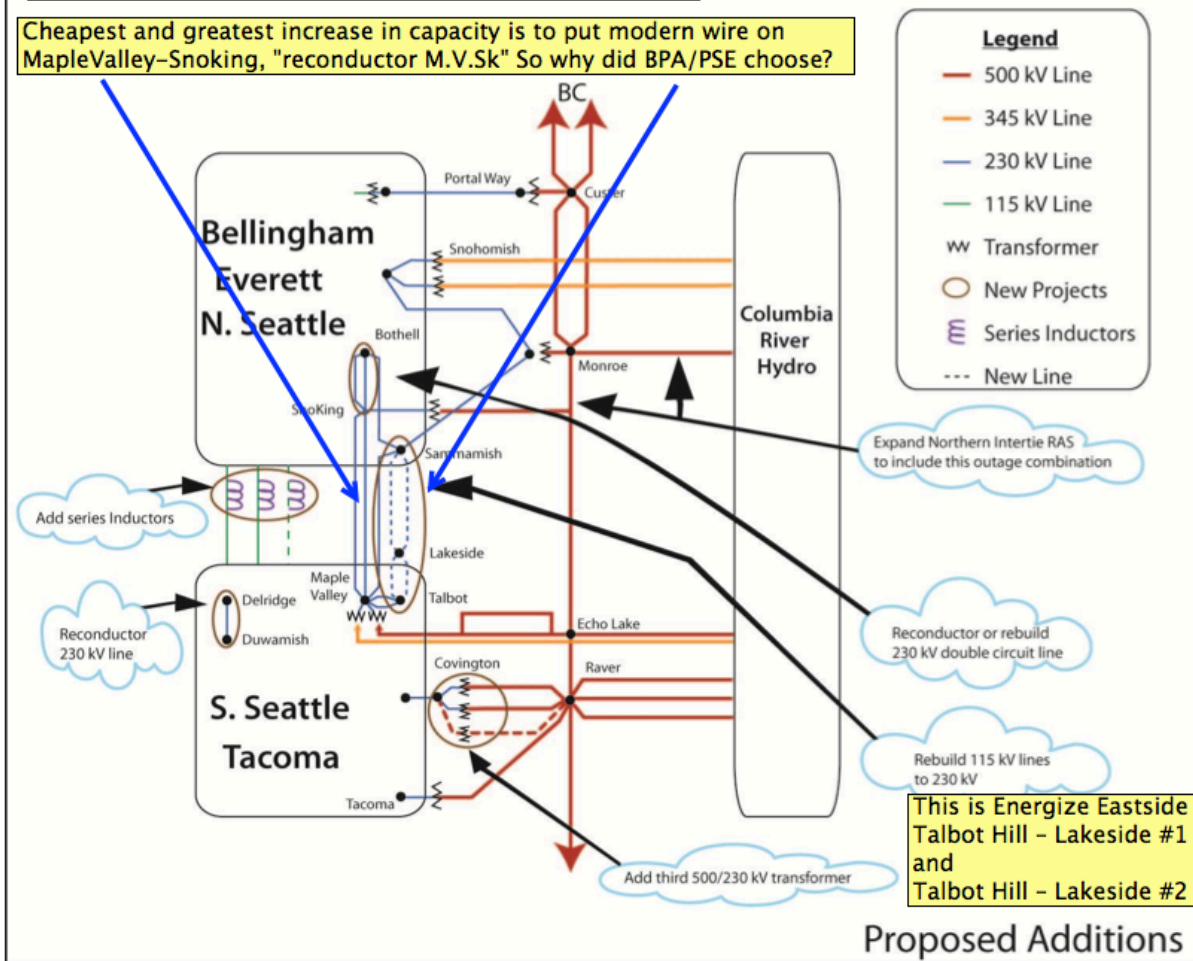 Cheapest and greatest increase in capacity is to put modern wire on
MapleValley-Snoking, "reconductor M.V.Sk" So why did BPA/PSE choose?
Legend
500 kV Line
345 kV Line
230 kV Line
115 kV Line
Transformer
New Projects
Series Inductors
New Line
BC
Portal Way
Custer
Bellingham
Everett
N. Seattle
Snohomish
Columbia
River
Hydro
Bothell
Monroe
SnoKing
Sammamish
Expand Northern Intertie RAS
to include this outage combination
Add series Inductors
Lakeside
Maple
Valley
Talbot
Delridge
Duwamish
Reconductor
230 kV line
Echo Lake
Reconductor or rebuild
230 kV double circuit line
Covington
Raver
S. Seattle
Tacoma
Tacoma
Rebuild 115 kV lines
to 230 kV
This is Energize Eastside
Talbot Hill - Lakeside #1
and
Talbot Hill - Lakeside #2
Add third 500/230 kV transformer
Proposed Additions